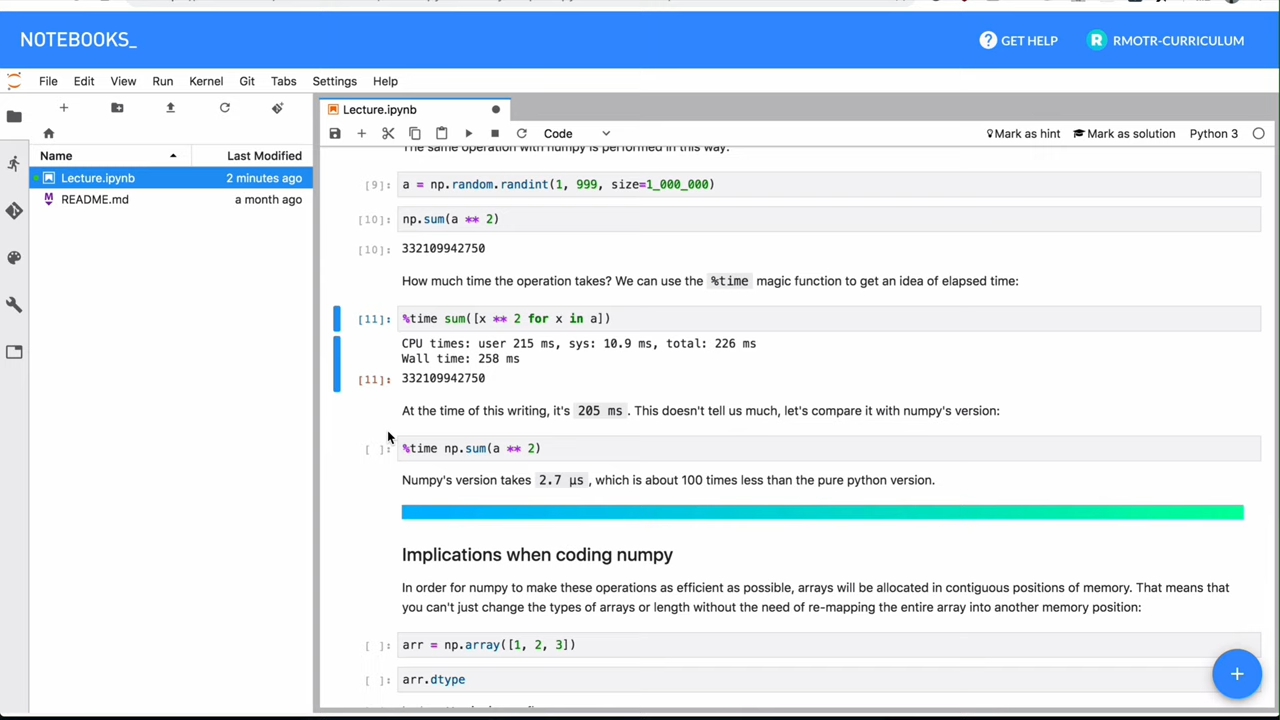 NOTEBOOKS_
GET HELP
R RMOTR-CURRICULUM
File Edit View Run Kernel Git Tabs Settings Help
Name Last Modified
Lecture.ipynb 2 minutes ago
README.md a month ago
Lecture.ipynb
Code
Mark as hint Mark as solution Python 3
The same operation with numpy is performed in this way:
[9]: a = np.random.randint(1, 999, size=1_000_000)
[10]: np.sum(a ** 2)
[10]: 332109942750
How much time the operation takes? We can use the %time magic function to get an idea of elapsed time:
[11]: %time sum([x ** 2 for x in a])
CPU times: user 215 ms, sys: 10.9 ms, total: 226 ms
Wall time: 258 ms
[11]: 332109942750
At the time of this writing, it's 205 ms. This doesn't tell us much, let's compare it with numpy's version:
[ ]: %time np.sum(a ** 2)
Numpy's version takes 2.7 µs, which is about 100 times less than the pure python version.
Implications when coding numpy
In order for numpy to make these operations as efficient as possible, arrays will be allocated in contiguous positions of memory. That means that
you can't just change the types of arrays or length without the need of re-mapping the entire array into another memory position:
[ ]: arr = np.array([1, 2, 3])
[ ]: arr.dtype